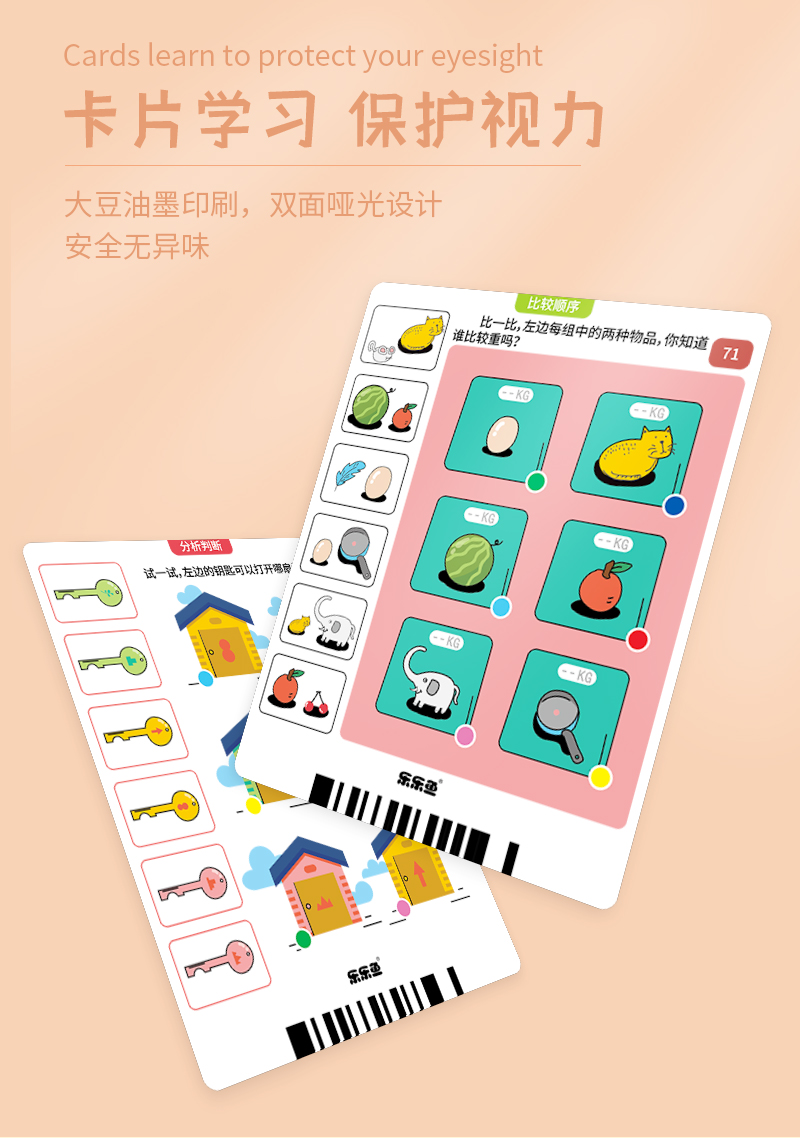 Cards learn to protect your eyesight
卡片学习 保护视力
大豆油墨印刷，双面哑光设计
安全无异味
比较顺序
比一比，左边每组中的两种物品，你知道
谁比较重吗？
71
--KG
--KG
--KG
--KG
--KG
--KG
乐乐鱼®
分析判断
试一试，左边的钥匙可以打开哪
乐乐鱼®